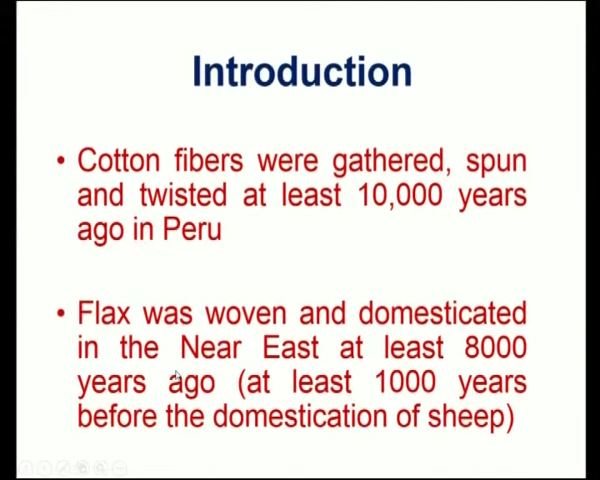 Introduction
• Cotton fibers were gathered, spun
and twisted at least 10,000 years
ago in Peru
• Flax was woven and domesticated
in the Near East at least 8000
years ago (at least 1000 years
before the domestication of sheep)